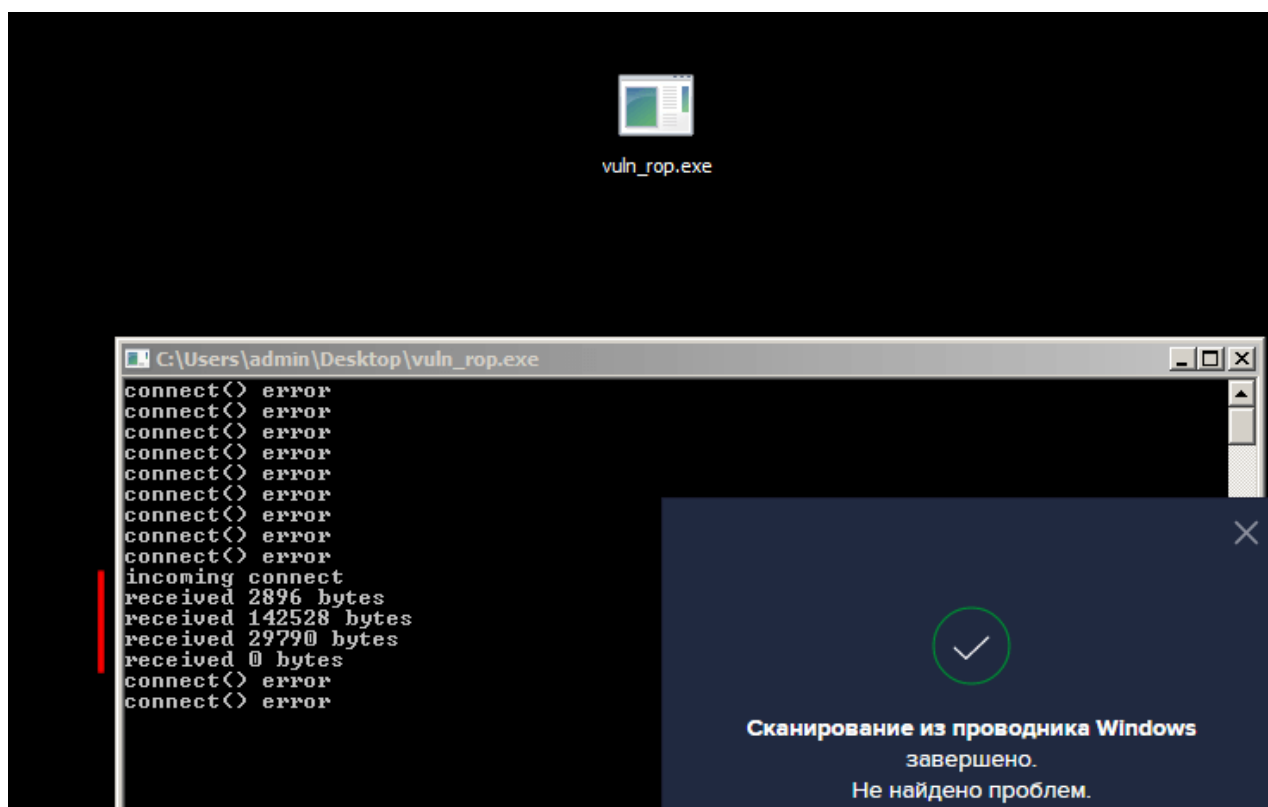 vuln_rop.exe
C:\Users\admin\Desktop\vuln_rop.exe
connect() error
connect() error
connect() error
connect() error
connect() error
connect() error
connect() error
connect() error
connect() error
incoming connect
received 2896 bytes
received 142528 bytes
received 29790 bytes
received 0 bytes
connect() error
connect() error
Сканирование из проводника Windows
завершено.
Не найдено проблем.